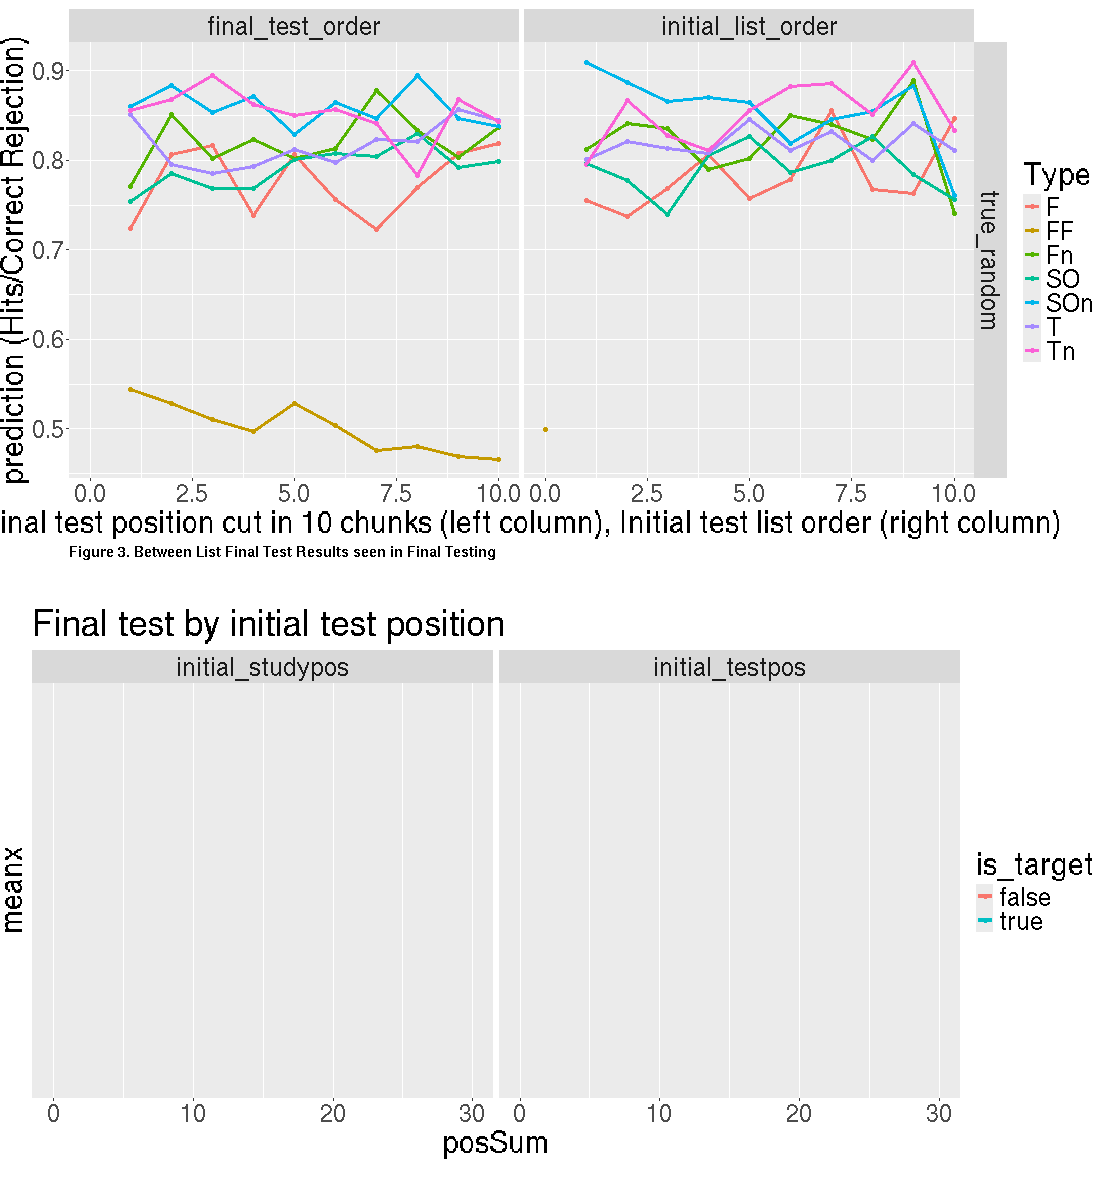 final_test_order
initial_list_order
prediction (Hits/Correct Rejection)
0.9
0.8
0.7
0.6
0.5
true_random
Type
F
FF
Fn
SO
SOn
T
Tn
0.0 2.5 5.0 7.5 10.0 0.0 2.5 5.0 7.5 10.0
inal test position cut in 10 chunks (left column), Initial test list order (right column)
Figure 3. Between List Final Test Results seen in Final Testing
Final test by initial test position
initial_studypos
initial_testpos
meanx
is_target
false
true
0 10 20 30 0 10 20 30
posSum